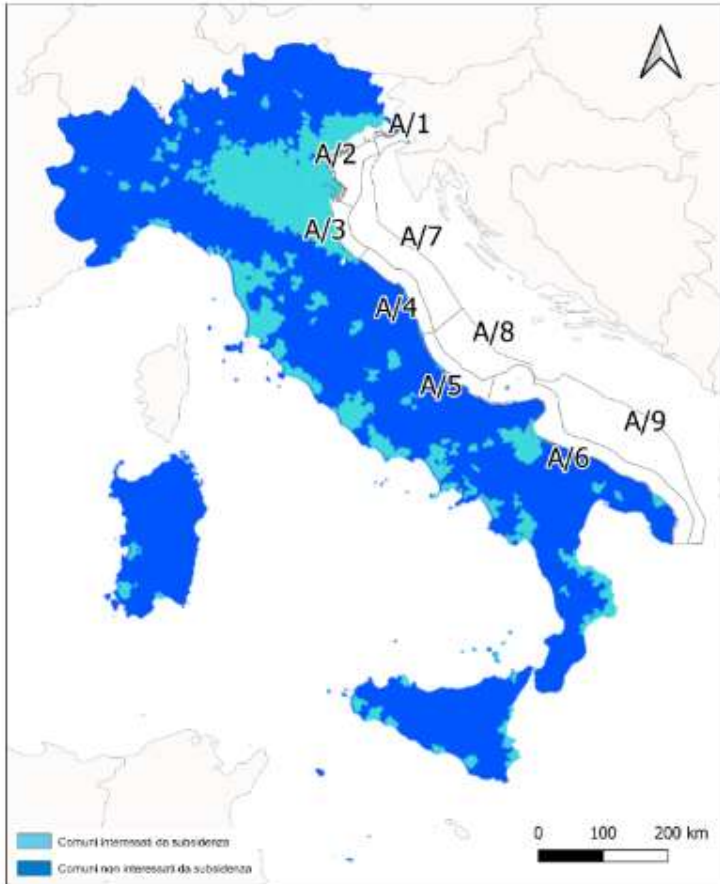 A/1
A/2
A/3
A/7
A/4
A/8
A/5
A/9
A/6
Comuni interessati da subsidenza
Comuni non interessati da subsidenza
0 100 200 km